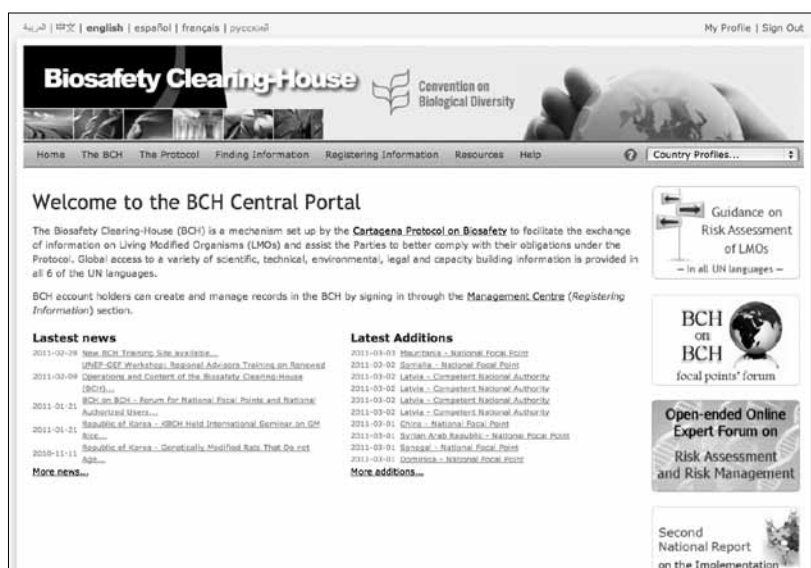 العربية | 中文 | english | español | français | русский
My Profile | Sign Out
Biosafety Clearing-House
Convention on
Biological Diversity
Home The BCH The Protocol Finding Information Registering Information Resources Help
? Country Profiles...
Welcome to the BCH Central Portal
The Biosafety Clearing-House (BCH) is a mechanism set up by the Cartagena Protocol on Biosafety to facilitate the exchange
of information on Living Modified Organisms (LMOs) and assist the Parties to better comply with their obligations under the
Protocol. Global access to a variety of scientific, technical, environmental, legal and capacity building information is provided in
all 6 of the UN languages.
BCH account holders can create and manage records in the BCH by signing in through the Management Centre (Registering
Information) section.
Lastest news
2011-02-28 New BCH Training Site available...
UNEP-GEF Workshop: Regional Advisors Training on Renewed
2011-02-09 Operations and Content of the Biosafety Clearing-House
(BCH)...
BCH on BCH - Forum for National Focal Points and National
2011-01-21
Authorized Users...
Republic of Korea - KBCH Held International Seminar on GM
2011-01-21
Rice...
Republic of Korea - Genetically Modified Rats That Do not
2010-11-11
Age...
More news...
Latest Additions
2011-03-03 Mauritania - National Focal Point
2011-03-02 Somalia - National Focal Point
2011-03-02 Latvia - Competent National Authority
2011-03-02 Latvia - Competent National Authority
2011-03-02 Latvia - Competent National Authority
2011-03-02 Latvia - Competent National Authority
2011-03-01 China - National Focal Point
2011-03-01 Syrian Arab Republic - National Focal Point
2011-03-01 Senegal - National Focal Point
2011-03-01 Dominica - National Focal Point
More additions...
Guidance on
Risk Assessment
of LMOs
– In all UN languages –
BCH
on
BCH
focal points' forum
Open-ended Online
Expert Forum on
Risk Assessment
and Risk Management
Second
National Report
on the Implementation